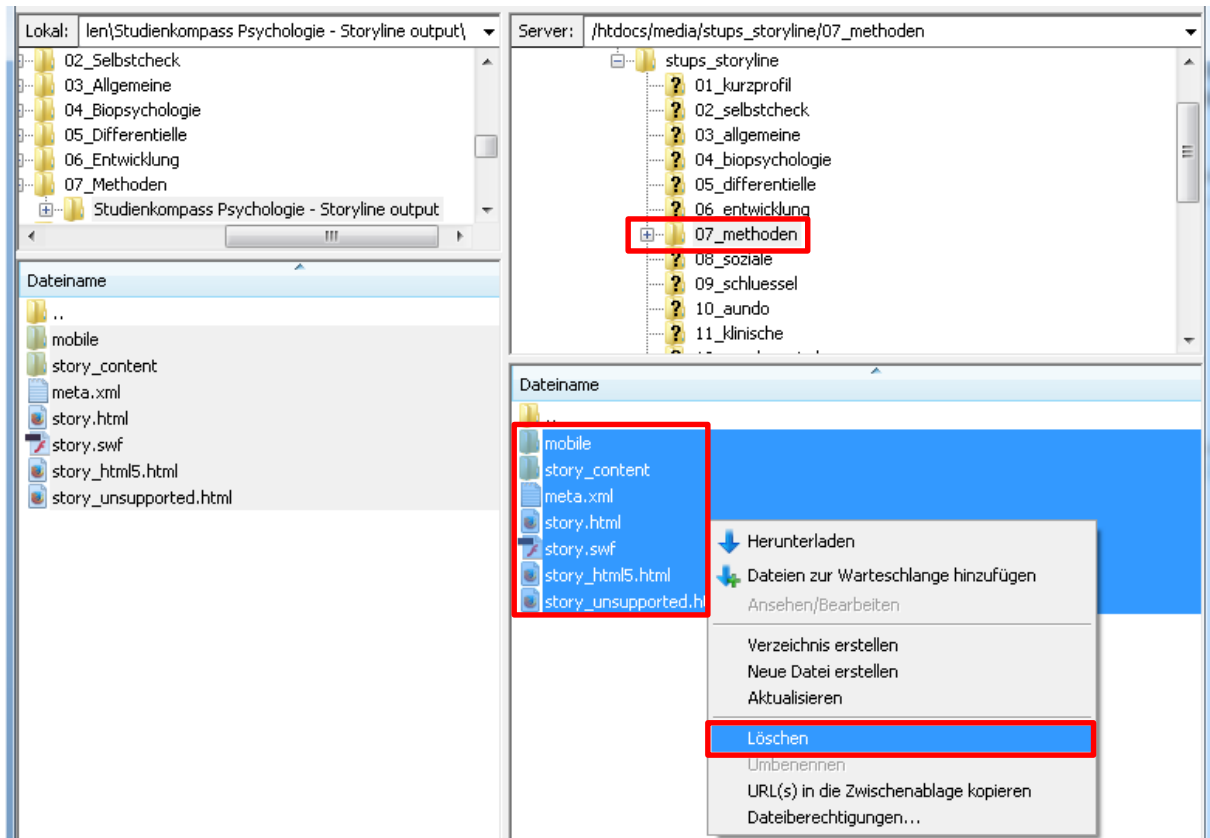 Lokal: len\Studienkompass Psychologie - Storyline output\
02_Selbstcheck
03_Allgemeine
04_Biopsychologie
05_Differentielle
06_Entwicklung
07_Methoden
Studienkompass Psychologie - Storyline output
Dateiname
..
mobile
story_content
meta.xml
story.html
story.swf
story_html5.html
story_unsupported.html
Server: /htdocs/media/stups_storyline/07_methoden
stups_storyline
01_kurzprofil
02_selbstcheck
03_allgemeine
04_biopsychologie
05_differentielle
06_entwicklung
07_methoden
08_soziale
09_schluessel
10_aundo
11_klinische
Dateiname
..
mobile
story_content
meta.xml
story.html
story.swf
story_html5.html
story_unsupported.ht
Herunterladen
Dateien zur Warteschlange hinzufügen
Ansehen/Bearbeiten
Verzeichnis erstellen
Neue Datei erstellen
Aktualisieren
Löschen
Umbenennen
URL(s) in die Zwischenablage kopieren
Dateiberechtigungen...